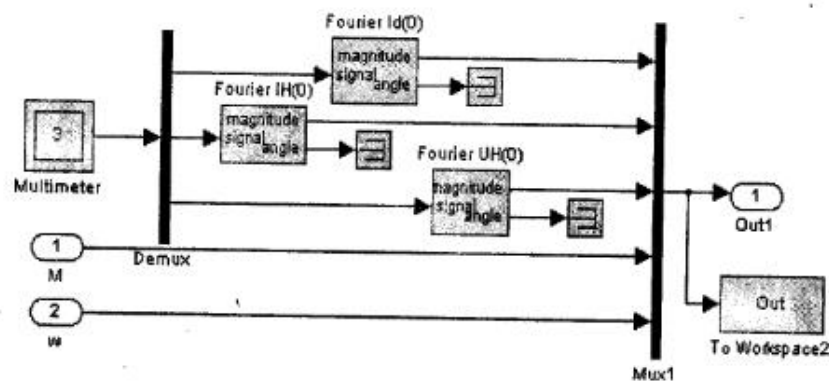 Fourier Id(0)
magnitude
signal
angle
Fourier IH(0)
magnitude
signal
angle
3
Multimeter
Fourier UH(0)
magnitude
signal
angle
1
Out1
1
M
Demux
2
w
Out
To Workspace2
Mux1